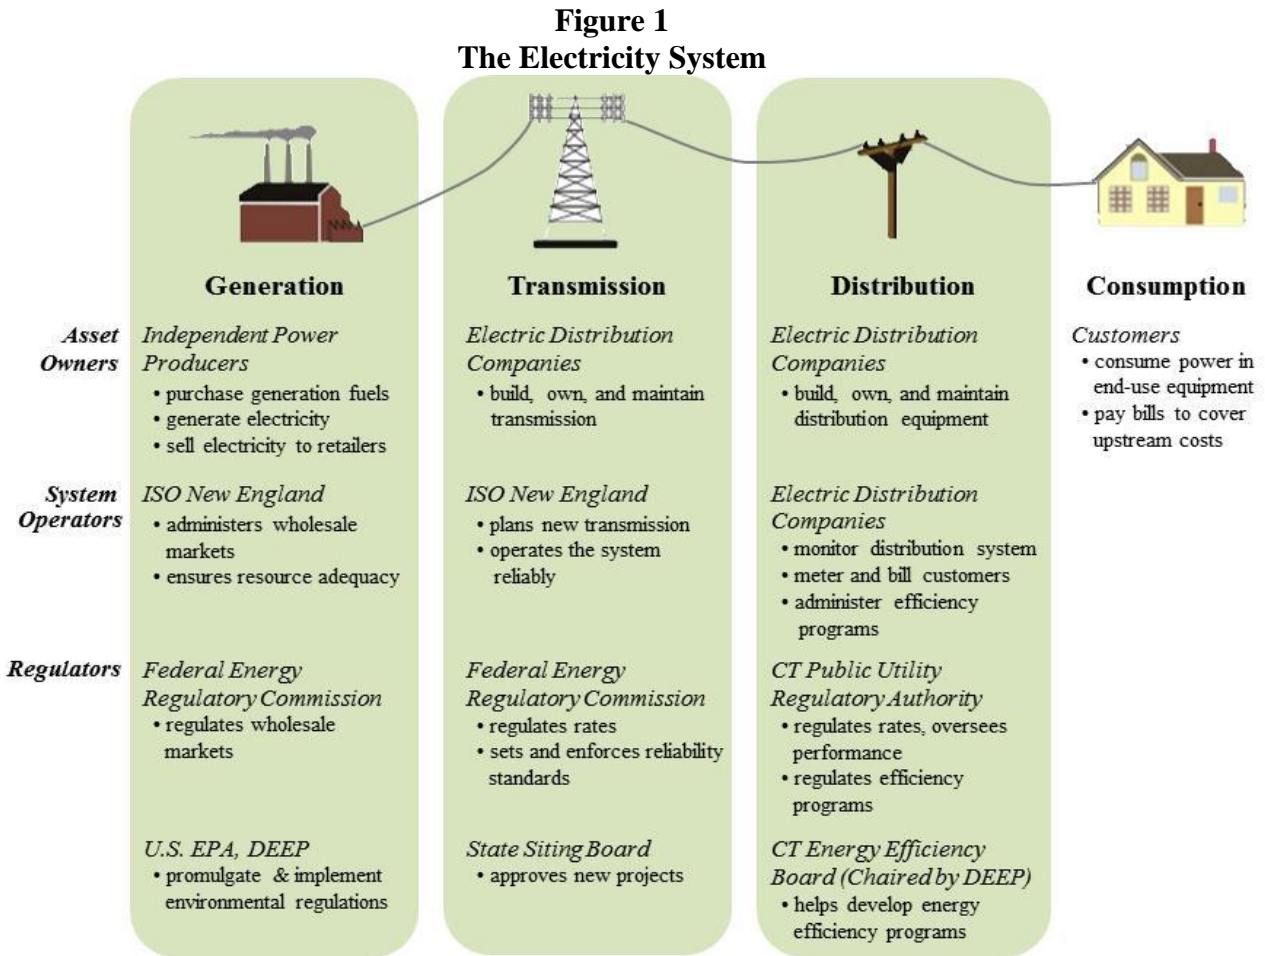 Figure 1
The Electricity System
Generation
Transmission
Distribution
Consumption
Asset
Owners
Independent Power
Producers
• purchase generation fuels
• generate electricity
• sell electricity to retailers
Electric Distribution
Companies
• build, own, and maintain
transmission
Electric Distribution
Companies
• build, own, and maintain
distribution equipment
Customers
• consume power in
end-use equipment
• pay bills to cover
upstream costs
System
Operators
ISO New England
• administers wholesale
markets
• ensures resource adequacy
ISO New England
• plans new transmission
• operates the system
reliably
Electric Distribution
Companies
• monitor distribution system
• meter and bill customers
• administer efficiency
programs
Regulators
Federal Energy
Regulatory Commission
• regulates wholesale
markets
Federal Energy
Regulatory Commission
• regulates rates
• sets and enforces reliability
standards
CT Public Utility
Regulatory Authority
• regulates rates, oversees
performance
• regulates efficiency
programs
U.S. EPA, DEEP
• promulgate & implement
environmental regulations
State Siting Board
• approves new projects
CT Energy Efficiency
Board (Chaired by DEEP)
• helps develop energy
efficiency programs